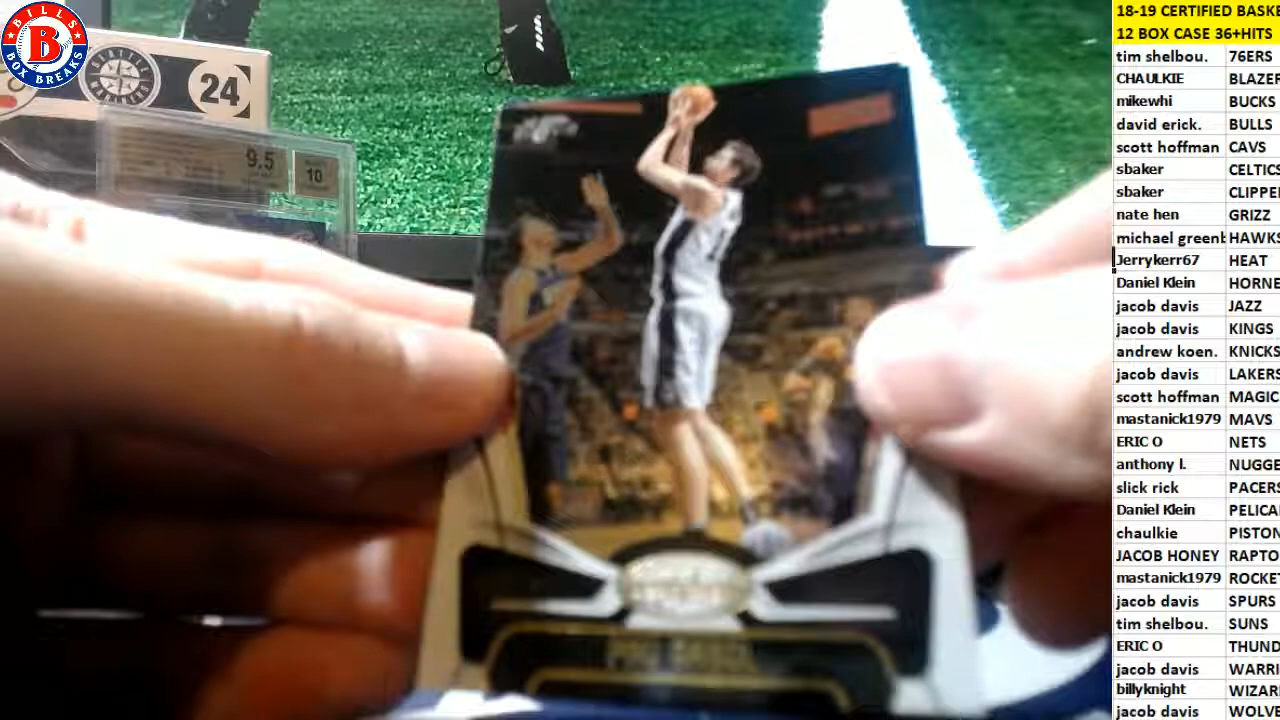 BILLS
B
BOX BREAKS
SEATTLE
MARINERS
24
9.5
10
18-19 CERTIFIED BASKE
12 BOX CASE 36+HITS
tim shelbou. 76ERS
CHAULKIE BLAZER
mikewhi BUCKS
david erick. BULLS
scott hoffman CAVS
sbaker CELTICS
sbaker CLIPPE
nate hen GRIZZ
michael greenb HAWKS
Jerrykerr67 HEAT
Daniel Klein HORNE
jacob davis JAZZ
jacob davis KINGS
andrew koen. KNICKS
jacob davis LAKERS
scott hoffman MAGIC
mastanick1979 MAVS
ERIC O NETS
anthony l. NUGGE
slick rick PACERS
Daniel Klein PELICA
chaulkie PISTON
JACOB HONEY RAPTO
mastanick1979 ROCKET
jacob davis SPURS
tim shelbou. SUNS
ERIC O THUND
jacob davis WARRI
billyknight WIZAR
jacob davis WOLVE